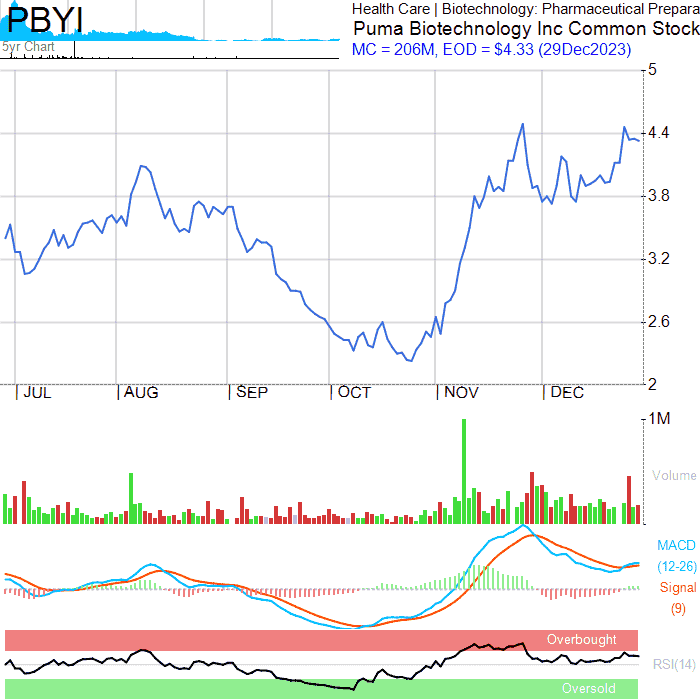 PBYI
5yr Chart
Health Care | Biotechnology: Pharmaceutical Prepara
Puma Biotechnology Inc Common Stock
MC = 206M, EOD = $4.33 (29Dec2023)
5
4.4
3.8
3.2
2.6
2
| JUL | AUG | SEP | OCT | NOV | DEC
1M
Volume
MACD
(12-26)
Signal
(9)
Overbought
RSI(14)
Oversold